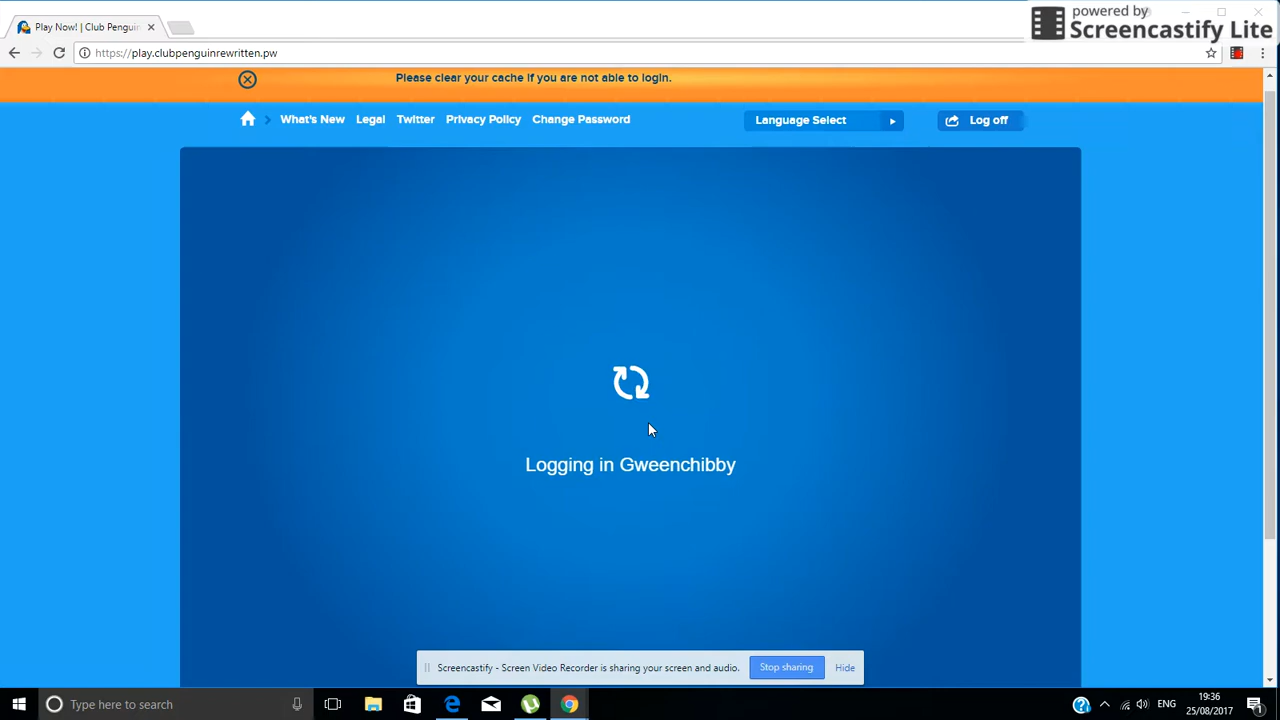 Play Now! | Club Penguin
powered by
Screencastify Lite
https://play.clubpenguinrewritten.pw
Please clear your cache if you are not able to login.
What's New Legal Twitter Privacy Policy Change Password Language Select Log off
Logging in Gweenchibby
Screencastify - Screen Video Recorder is sharing your screen and audio. Stop sharing Hide
Type here to search
ENG
19:36
25/08/2017